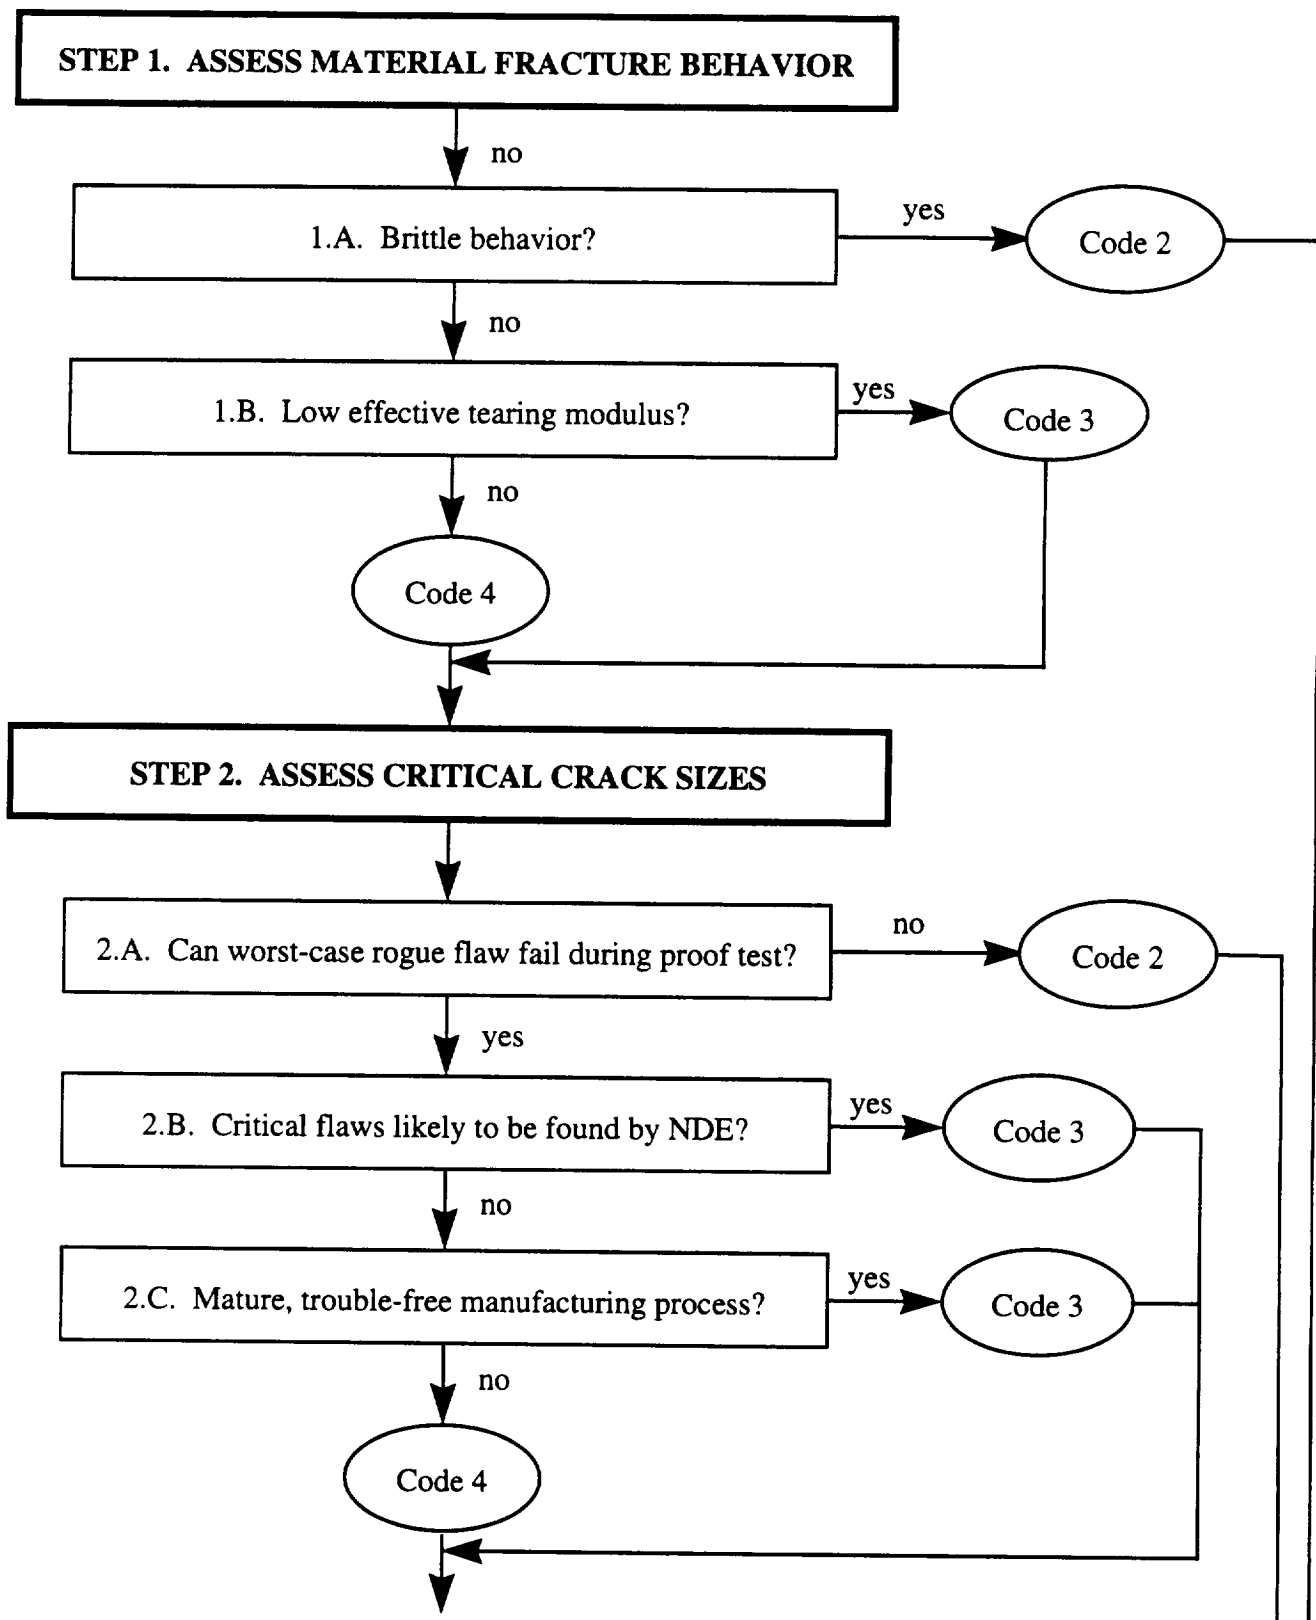 STEP 1. ASSESS MATERIAL FRACTURE BEHAVIOR
no
1.A. Brittle behavior?
yes
Code 2
no
1.B. Low effective tearing modulus?
yes
Code 3
no
Code 4
STEP 2. ASSESS CRITICAL CRACK SIZES
2.A. Can worst-case rogue flaw fail during proof test?
no
Code 2
yes
2.B. Critical flaws likely to be found by NDE?
yes
Code 3
no
2.C. Mature, trouble-free manufacturing process?
yes
Code 3
no
Code 4